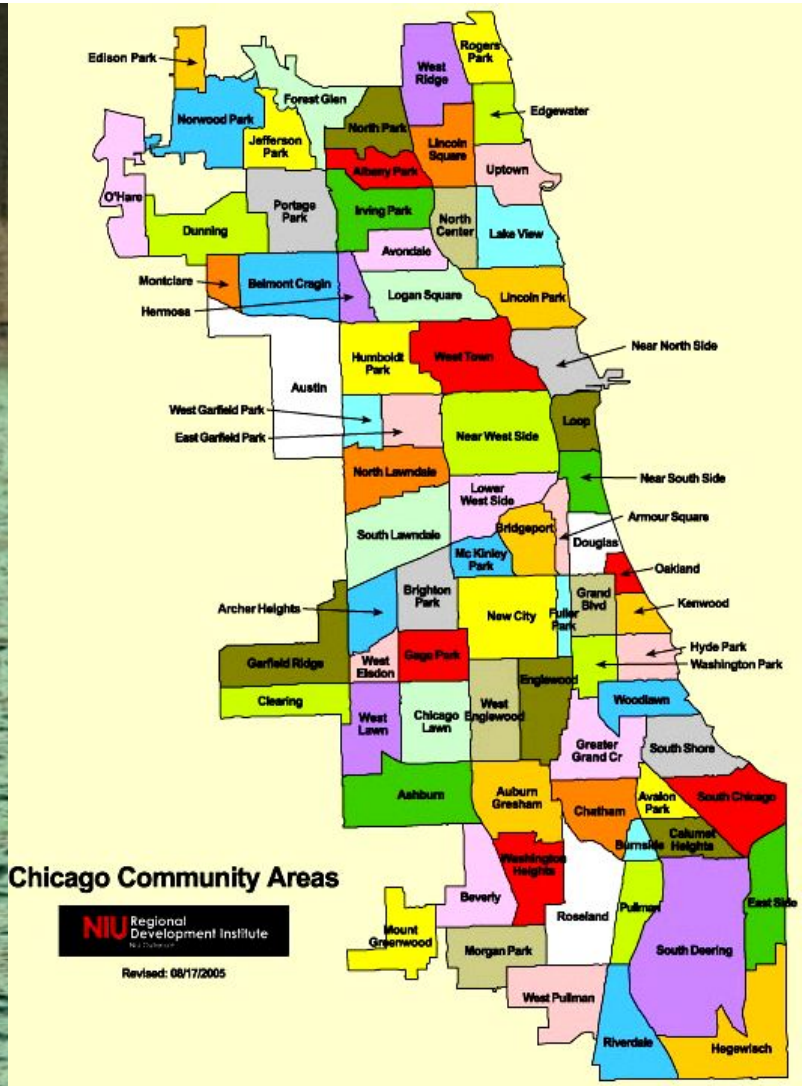 Edison Park
Rogers
Park
West
Ridge
Forest Glen
Edgewater
Norwood Park
North Park
Jefferson
Park
Lincoln
Square
Albany Park
Uptown
O'Hare
Portage
Park
Irving Park
North
Center
Dunning
Lake View
Avondale
Montclare
Belmont Cragin
Hermosa
Logan Square
Lincoln Park
Near North Side
Humboldt
Park
West Town
Austin
West Garfield Park
East Garfield Park
Near West Side
Loop
North Lawndale
Near South Side
Lower
West Side
Armour Square
Bridgeport
South Lawndale
Douglas
Mc Kinley
Park
Oakland
Archer Heights
Brighton
Park
New City
Fuller
Park
Grand
Blvd
Kenwood
Hyde Park
Washington Park
Garfield Ridge
West
Elsdon
Gage Park
Englewood
Clearing
West
Lawn
Chicago
Lawn
West
Englewood
Woodlawn
Greater
Grand Cr
South Shore
Ashburn
Auburn
Gresham
Chatham
Avalon
Park
South Chicago
Burnside
Calumet
Heights
Washington
Heights
Chicago Community Areas
Beverly
Roseland
Pullman
East Side
NIU Regional
Development Institute
Mount
Greenwood
Morgan Park
South Deering
Revised: 08/17/2005
West Pullman
Riverdale
Hegewisch